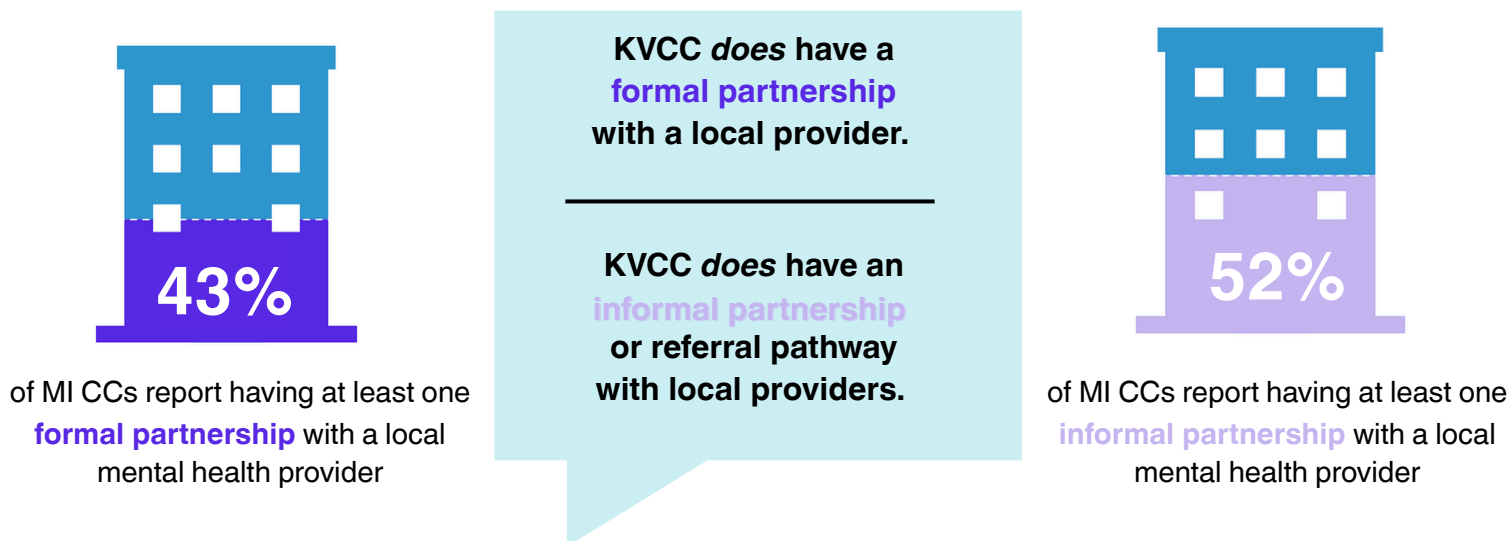 43%
of MI CCs report having at least one
formal partnership with a local
mental health provider
KVCC does have a
formal partnership
with a local provider.
KVCC does have an
informal partnership
or referral pathway
with local providers.
52%
of MI CCs report having at least one
informal partnership with a local
mental health provider